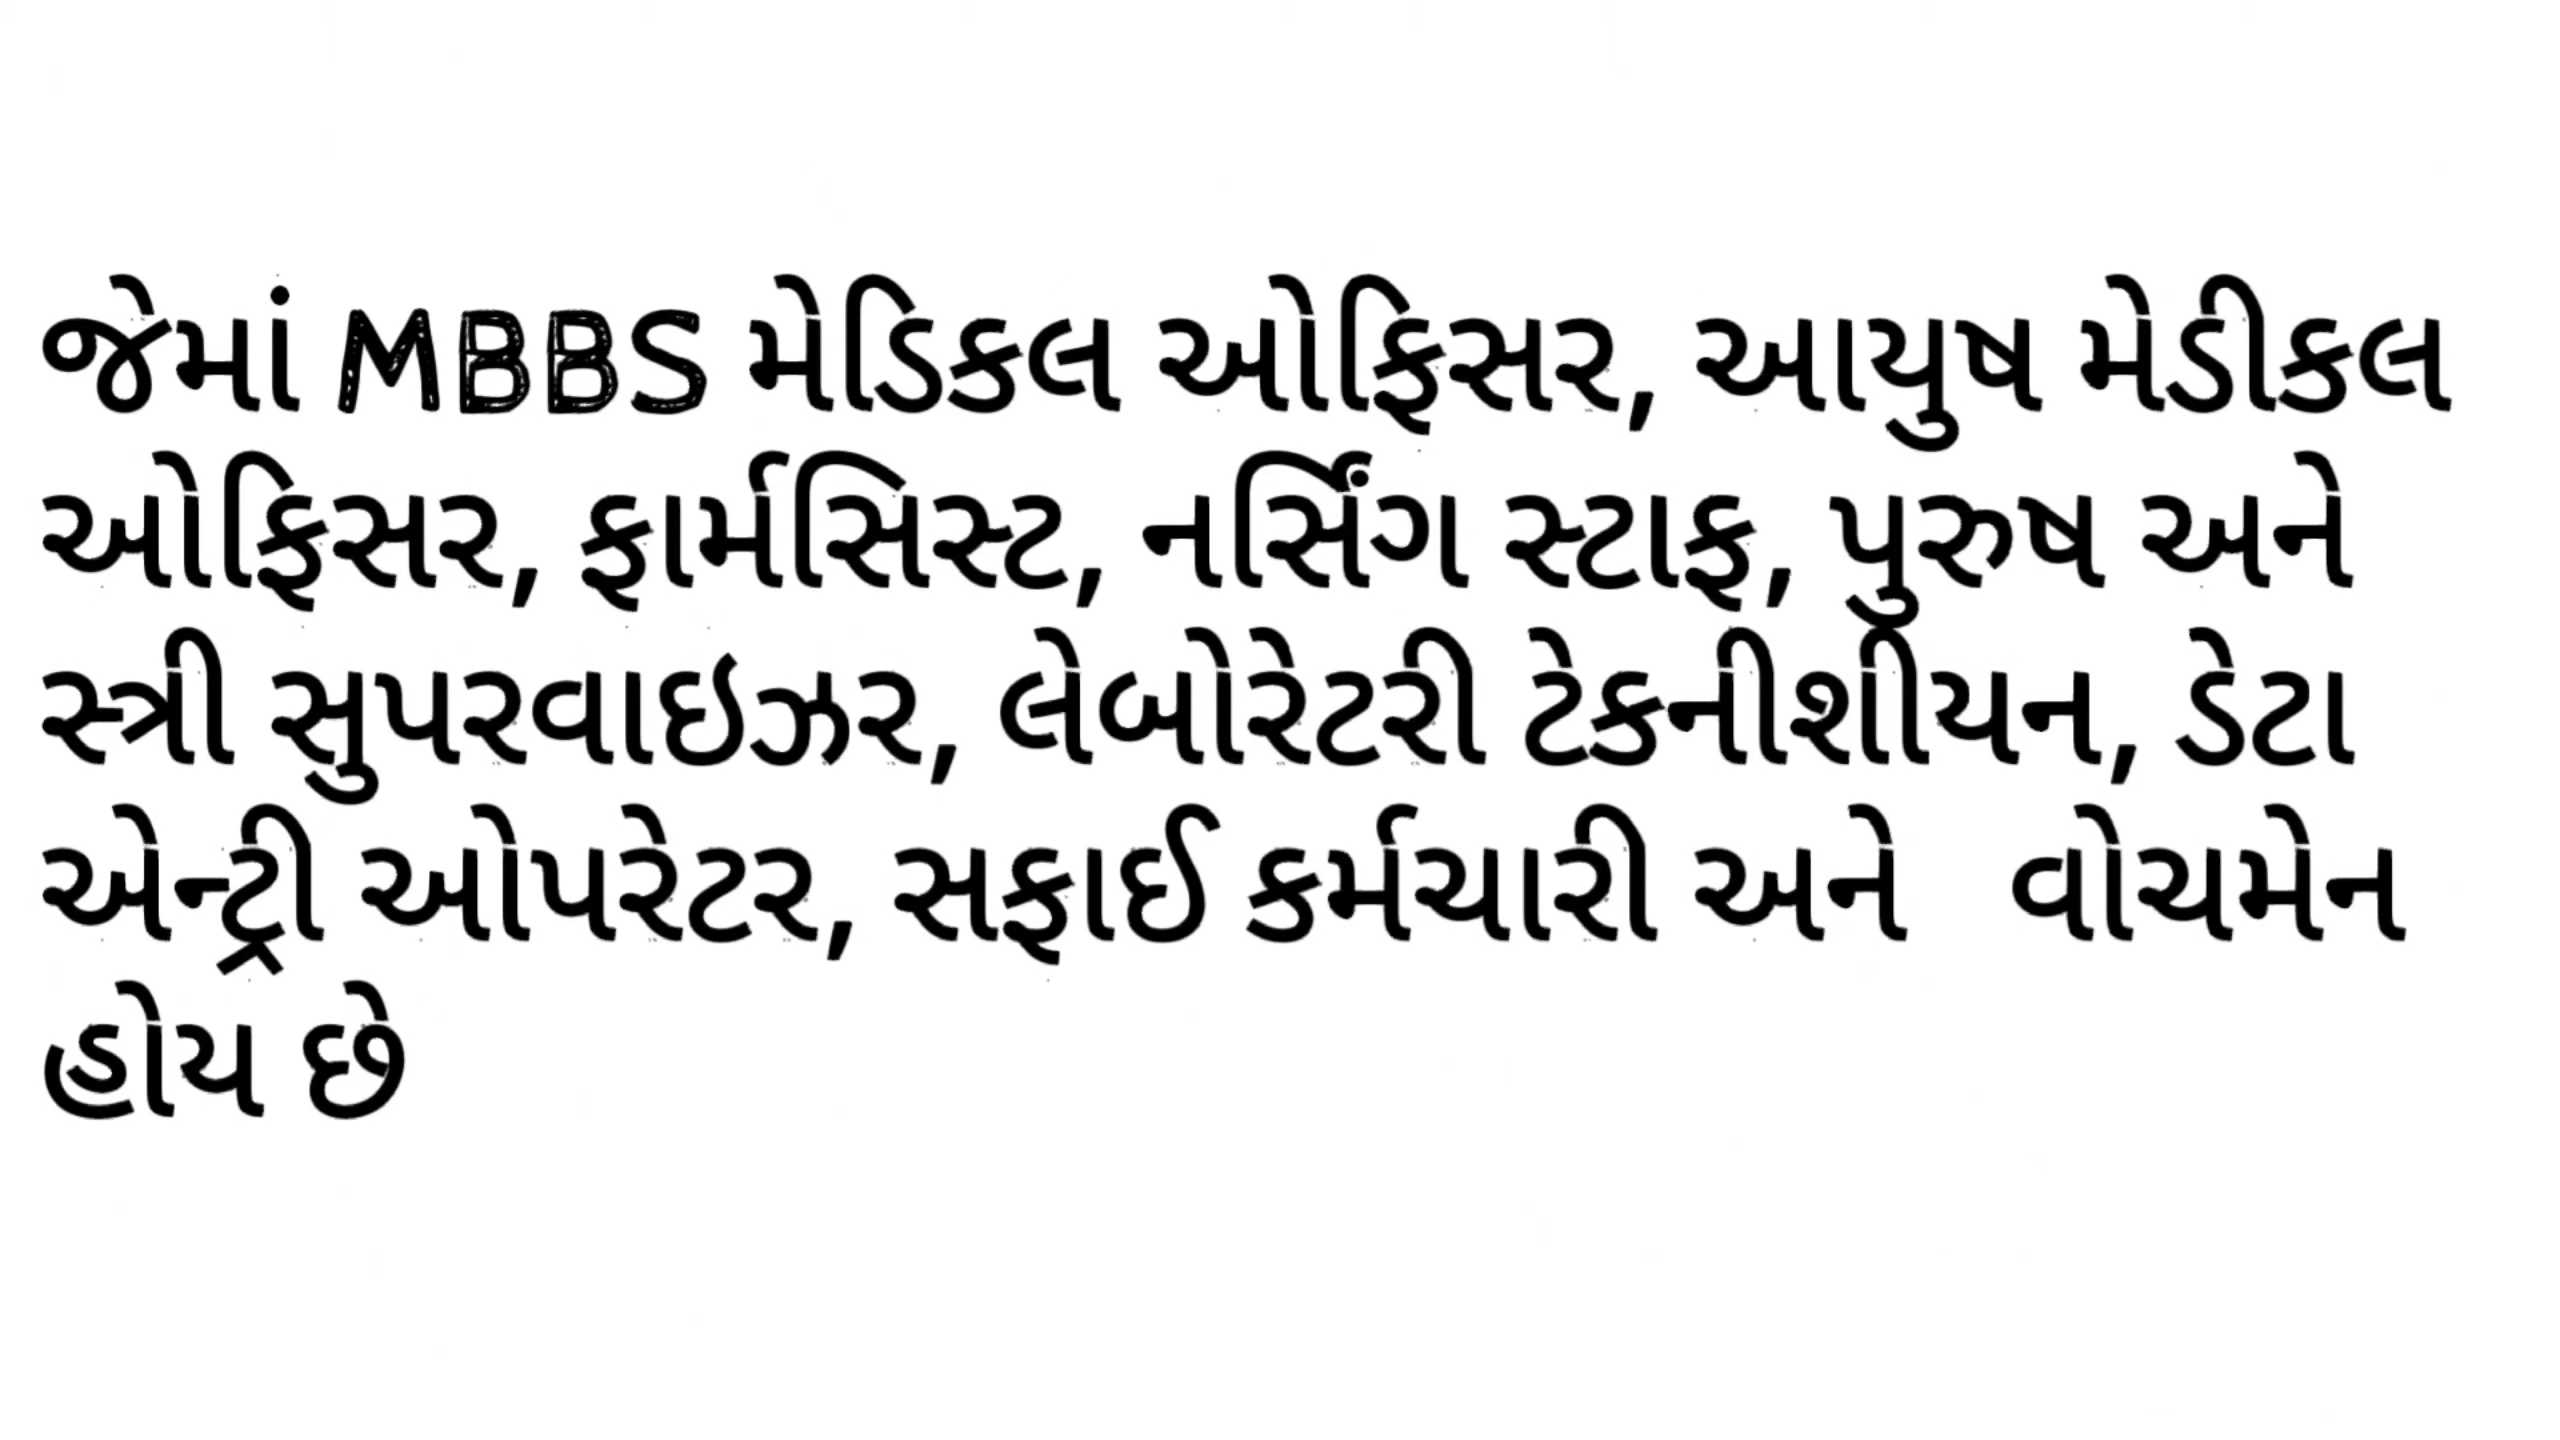 જેમાં MBBS મેડિકલ ઓફિસર, આયુષ મેડીકલ
ઓફિસર, ફાર્મસિસ્ટ, નર્સિંગ સ્ટાફ, પુરુષ અને
સ્ત્રી સુપરવાઇઝર, લેબોરેટરી ટેકનીશીયન, ડેટા
એન્ટ્રી ઓપરેટર, સફાઈ કર્મચારી અને વોચમેન
હોય છે